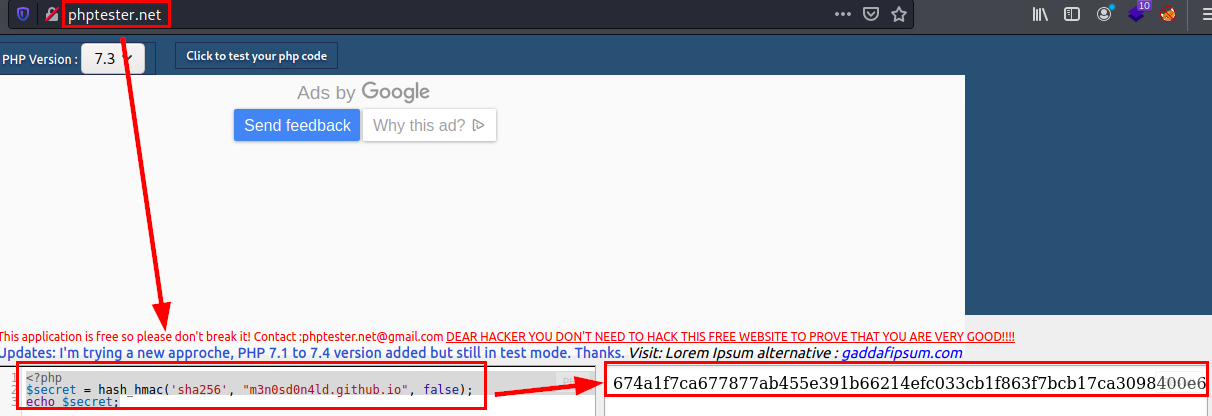 phptester.net
10
PHP Version : 7.3 Click to test your php code
Ads by Google
Send feedback Why this ad?
This application is free so please don't break it! Contact :phptester.net@gmail.com DEAR HACKER YOU DON'T NEED TO HACK THIS FREE WEBSITE TO PROVE THAT YOU ARE VERY GOOD!!!!
Updates: I'm trying a new approche, PHP 7.1 to 7.4 version added but still in test mode. Thanks. Visit: Lorem Ipsum alternative : gaddafipsum.com
1 <?php
2 $secret = hash_hmac('sha256', "m3n0sd0n4ld.github.io", false);
3 echo $secret;
674a1f7ca677877ab455e391b66214efc033cb1f863f7bcb17ca3098400e6